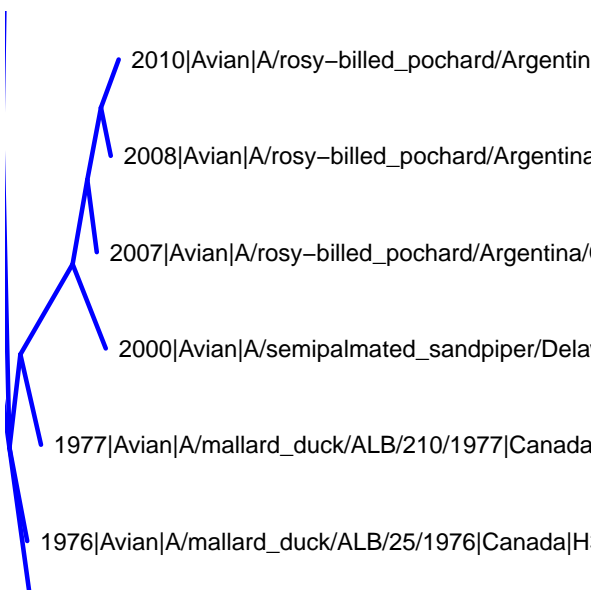 2010|Avian|A/rosy−billed_pochard/Argentin
2008|Avian|A/rosy−billed_pochard/Argentina
2007|Avian|A/rosy−billed_pochard/Argentina/
2000|Avian|A/semipalmated_sandpiper/Dela
1977|Avian|A/mallard_duck/ALB/210/1977|Canada
1976|Avian|A/mallard_duck/ALB/25/1976|Canada|H